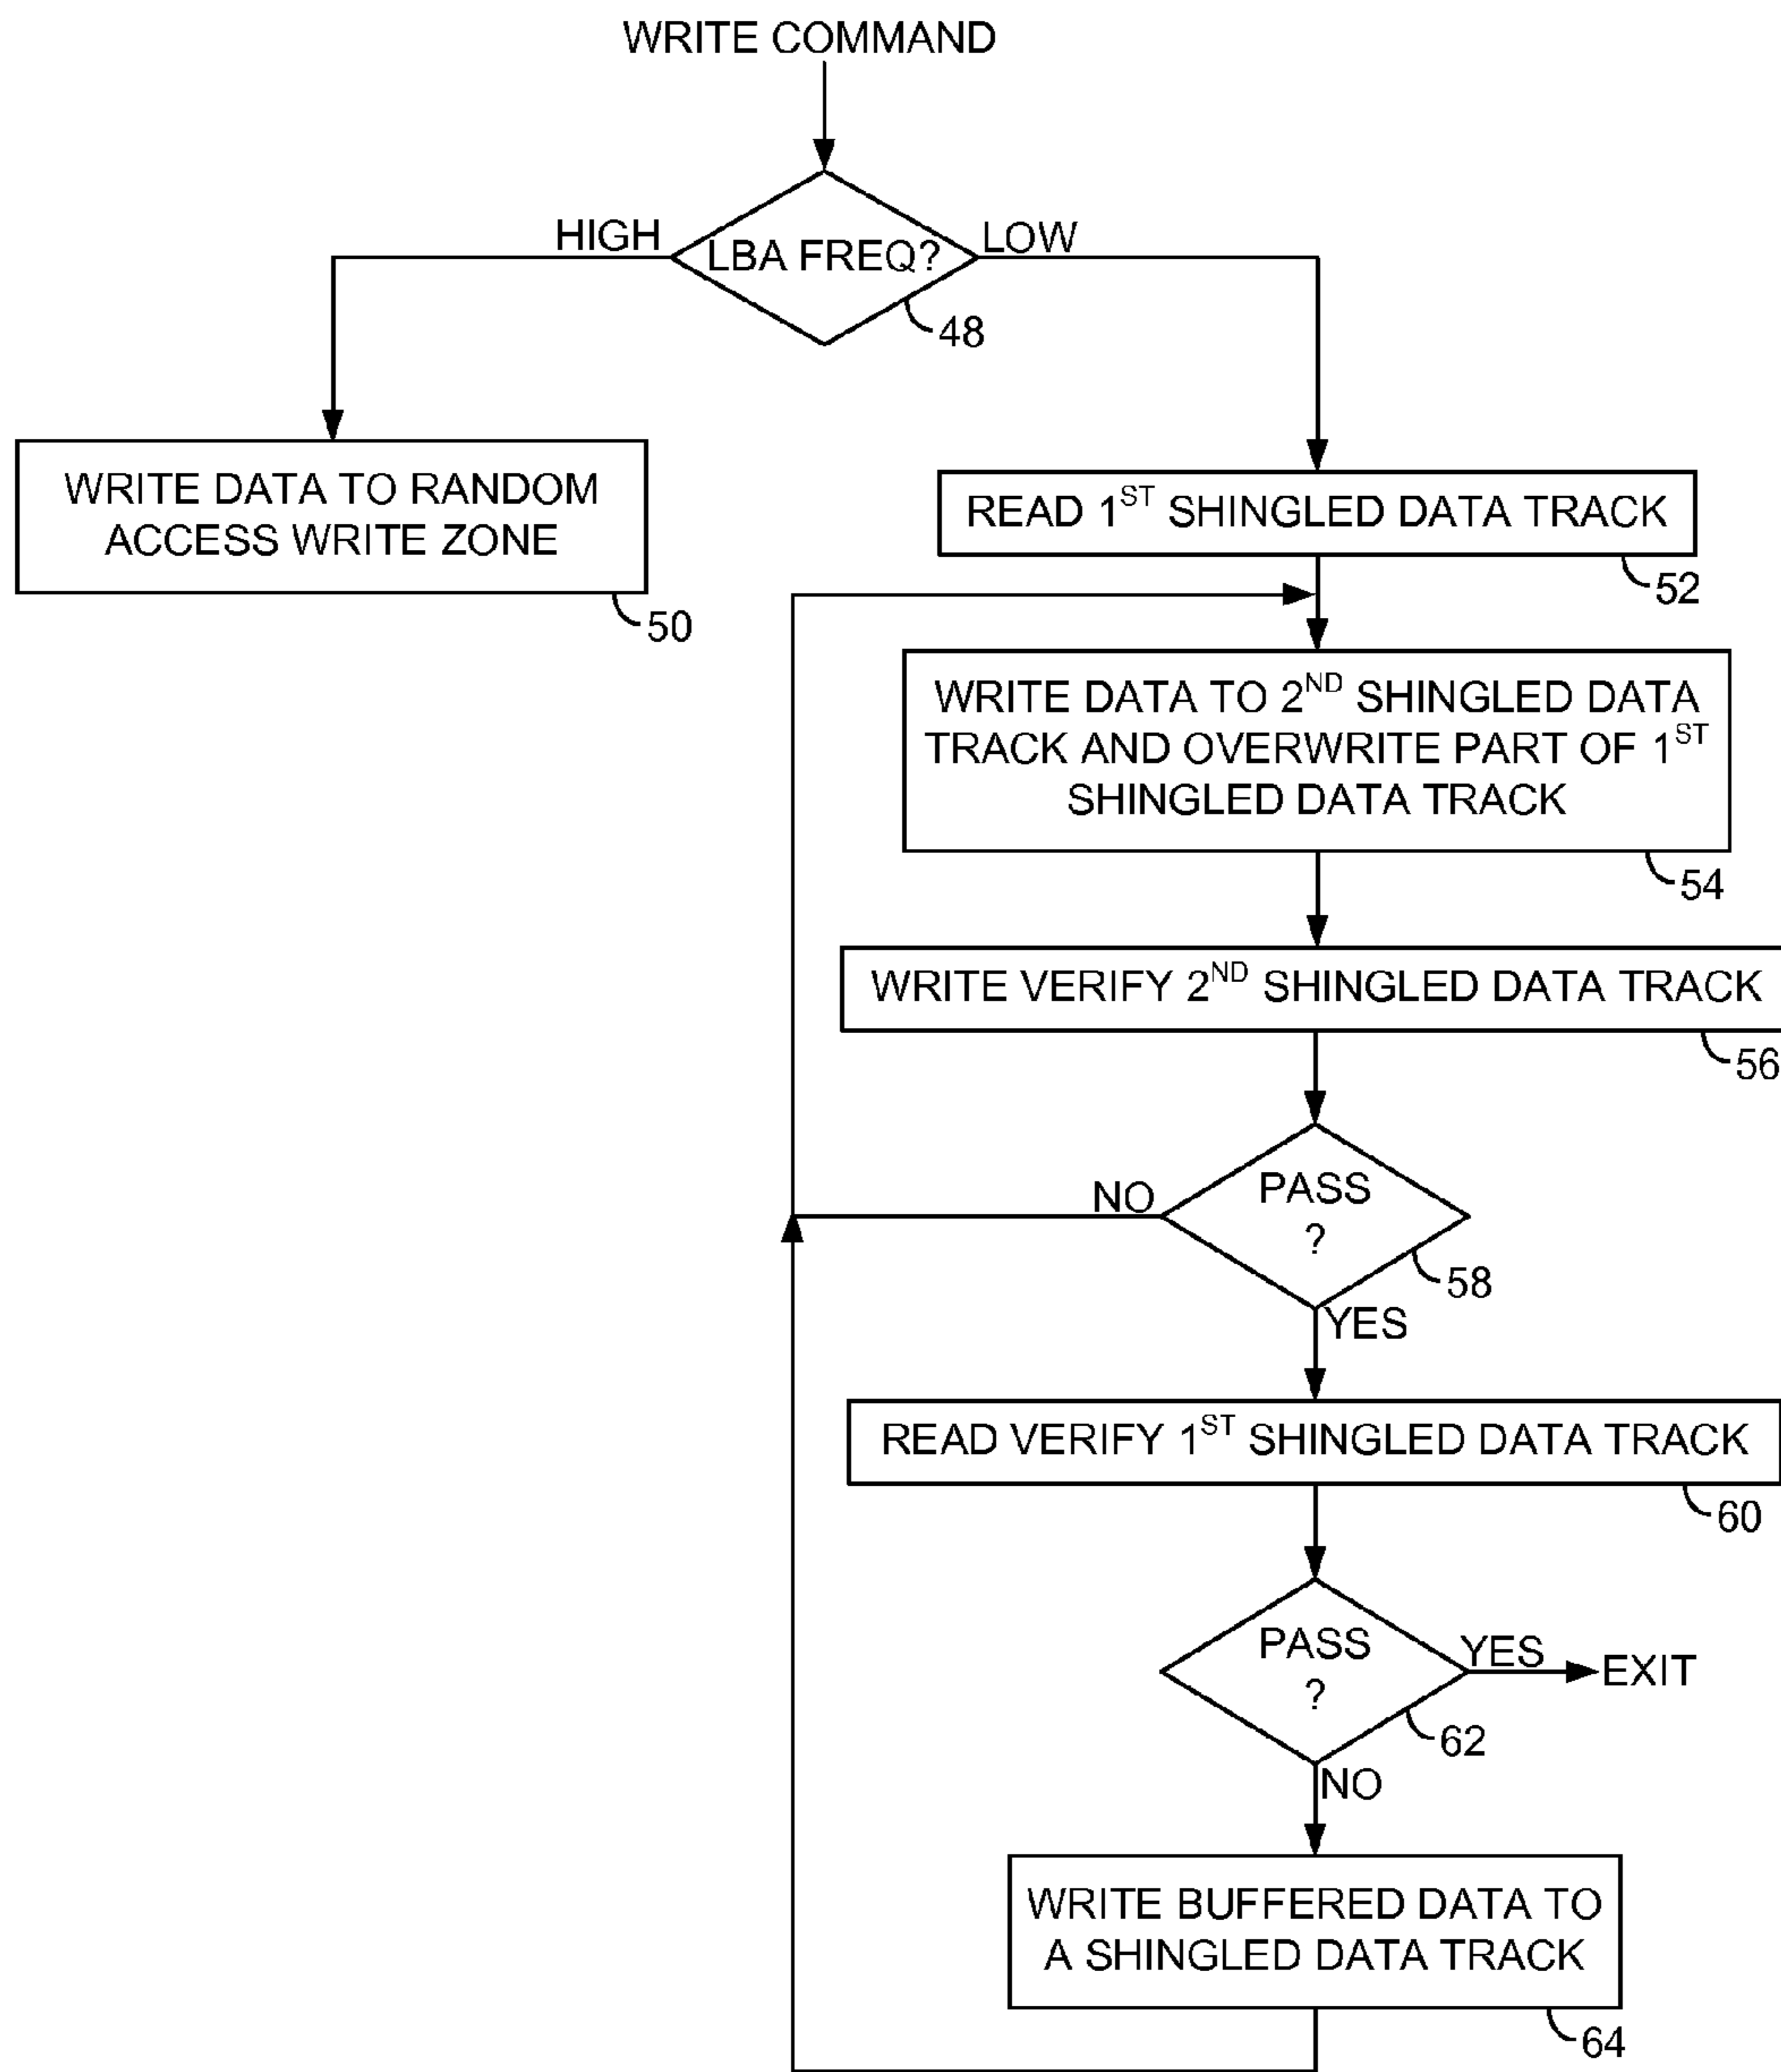 WRITE COMMAND
HIGH
LBA FREQ?
LOW
48
WRITE DATA TO RANDOM
ACCESS WRITE ZONE
50
READ 1ST SHINGLED DATA TRACK
52
WRITE DATA TO 2ND SHINGLED DATA
TRACK AND OVERWRITE PART OF 1ST
SHINGLED DATA TRACK
54
WRITE VERIFY 2ND SHINGLED DATA TRACK
56
NO
PASS
?
58
YES
READ VERIFY 1ST SHINGLED DATA TRACK
60
PASS
?
YES
EXIT
62
NO
WRITE BUFFERED DATA TO
A SHINGLED DATA TRACK
64